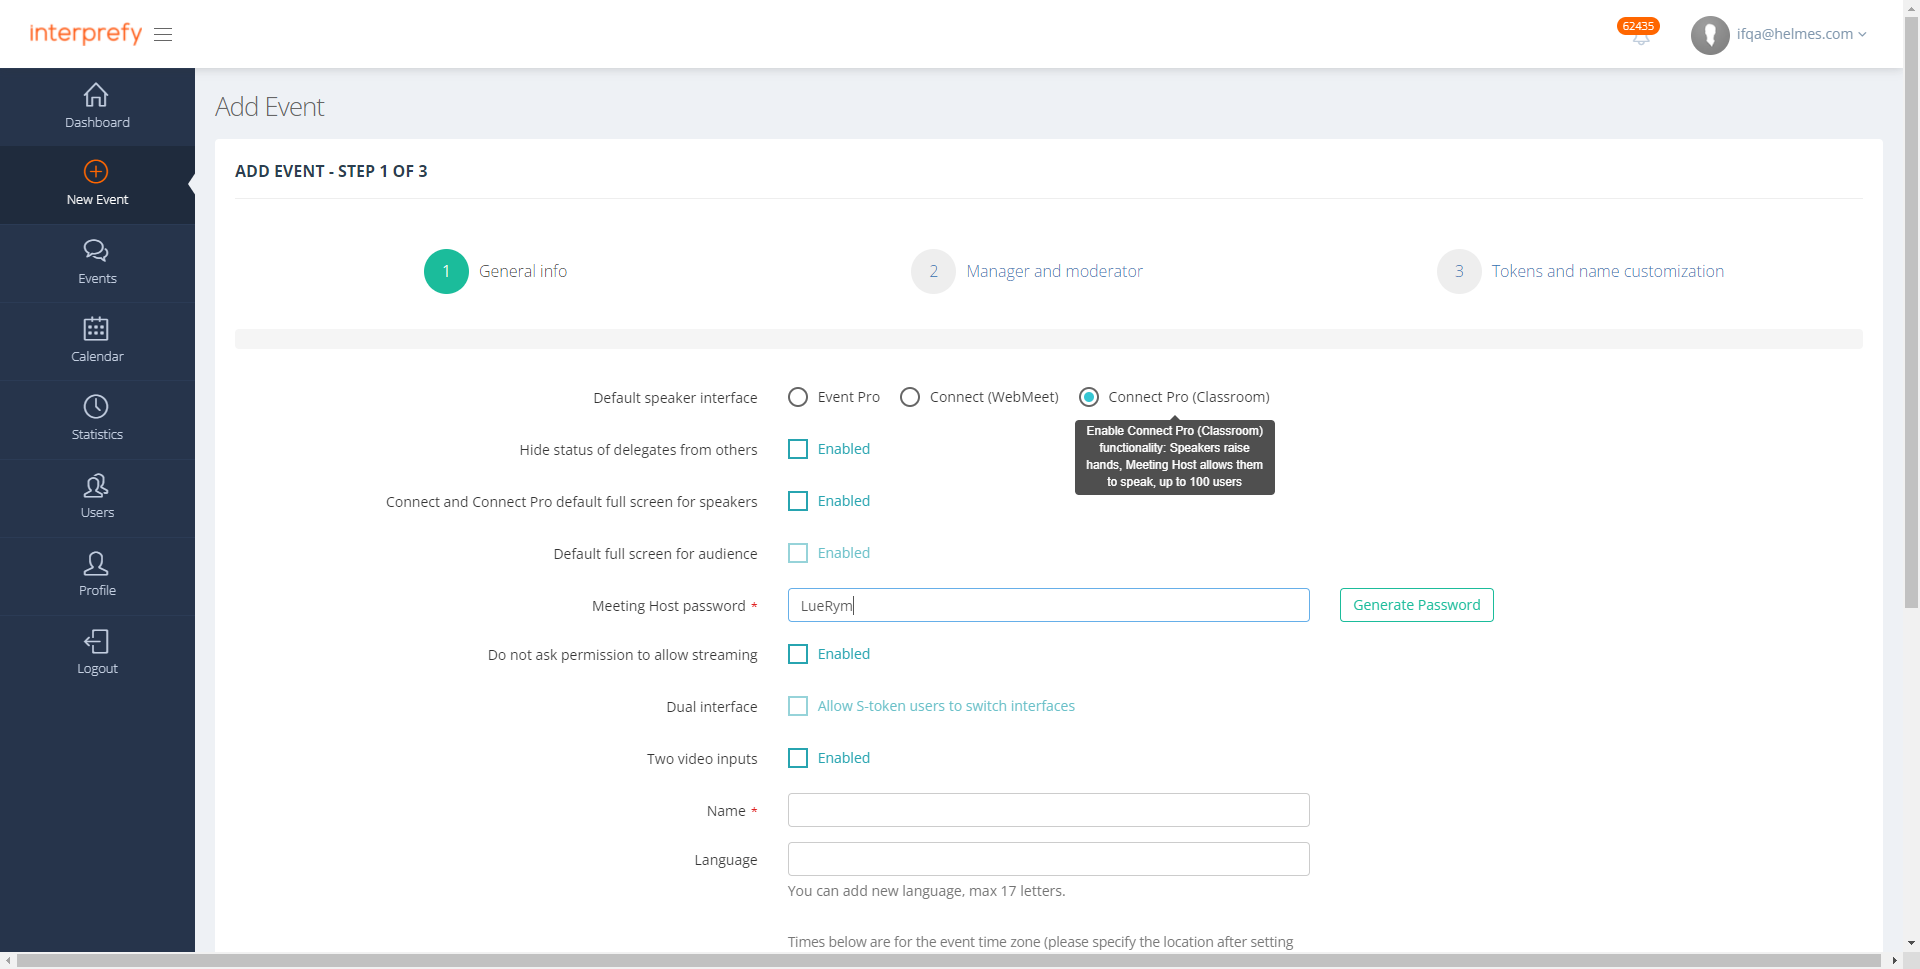 interprefy
62435
ifqa@helmes.com
Dashboard
New Event
Events
Calendar
Statistics
Users
Profile
Logout
Add Event
ADD EVENT - STEP 1 OF 3
1 General info
2 Manager and moderator
3 Tokens and name customization
Default speaker interface Event Pro Connect (WebMeet) Connect Pro (Classroom)
Enable Connect Pro (Classroom)
functionality: Speakers raise
hands, Meeting Host allows them
to speak, up to 100 users
Hide status of delegates from others Enabled
Connect and Connect Pro default full screen for speakers Enabled
Default full screen for audience Enabled
Meeting Host password * LueRym Generate Password
Do not ask permission to allow streaming Enabled
Dual interface Allow S-token users to switch interfaces
Two video inputs Enabled
Name *
Language
You can add new language, max 17 letters.
Times below are for the event time zone (please specify the location after setting